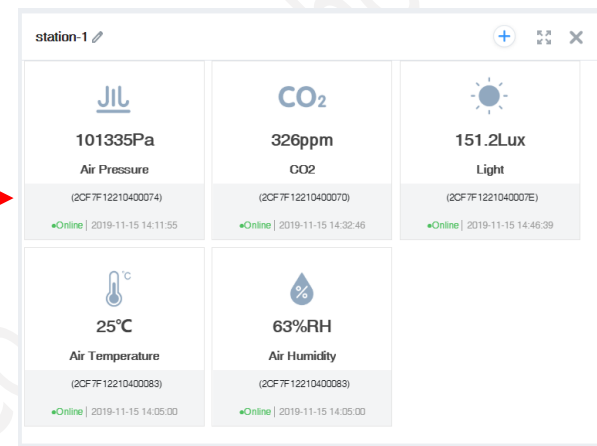 station-1
CO2
101335Pa
326ppm
151.2Lux
Air Pressure
CO2
Light
(2CF7F12210400074)
(2CF7F12210400070)
(2CF7F1221040007E)
Online | 2019-11-15 14:11:55
Online | 2019-11-15 14:32:46
Online | 2019-11-15 14:46:39
°C
%
25℃
63%RH
Air Temperature
Air Humidity
(2CF7F12210400083)
(2CF7F12210400083)
Online | 2019-11-15 14:05:00
Online | 2019-11-15 14:05:00